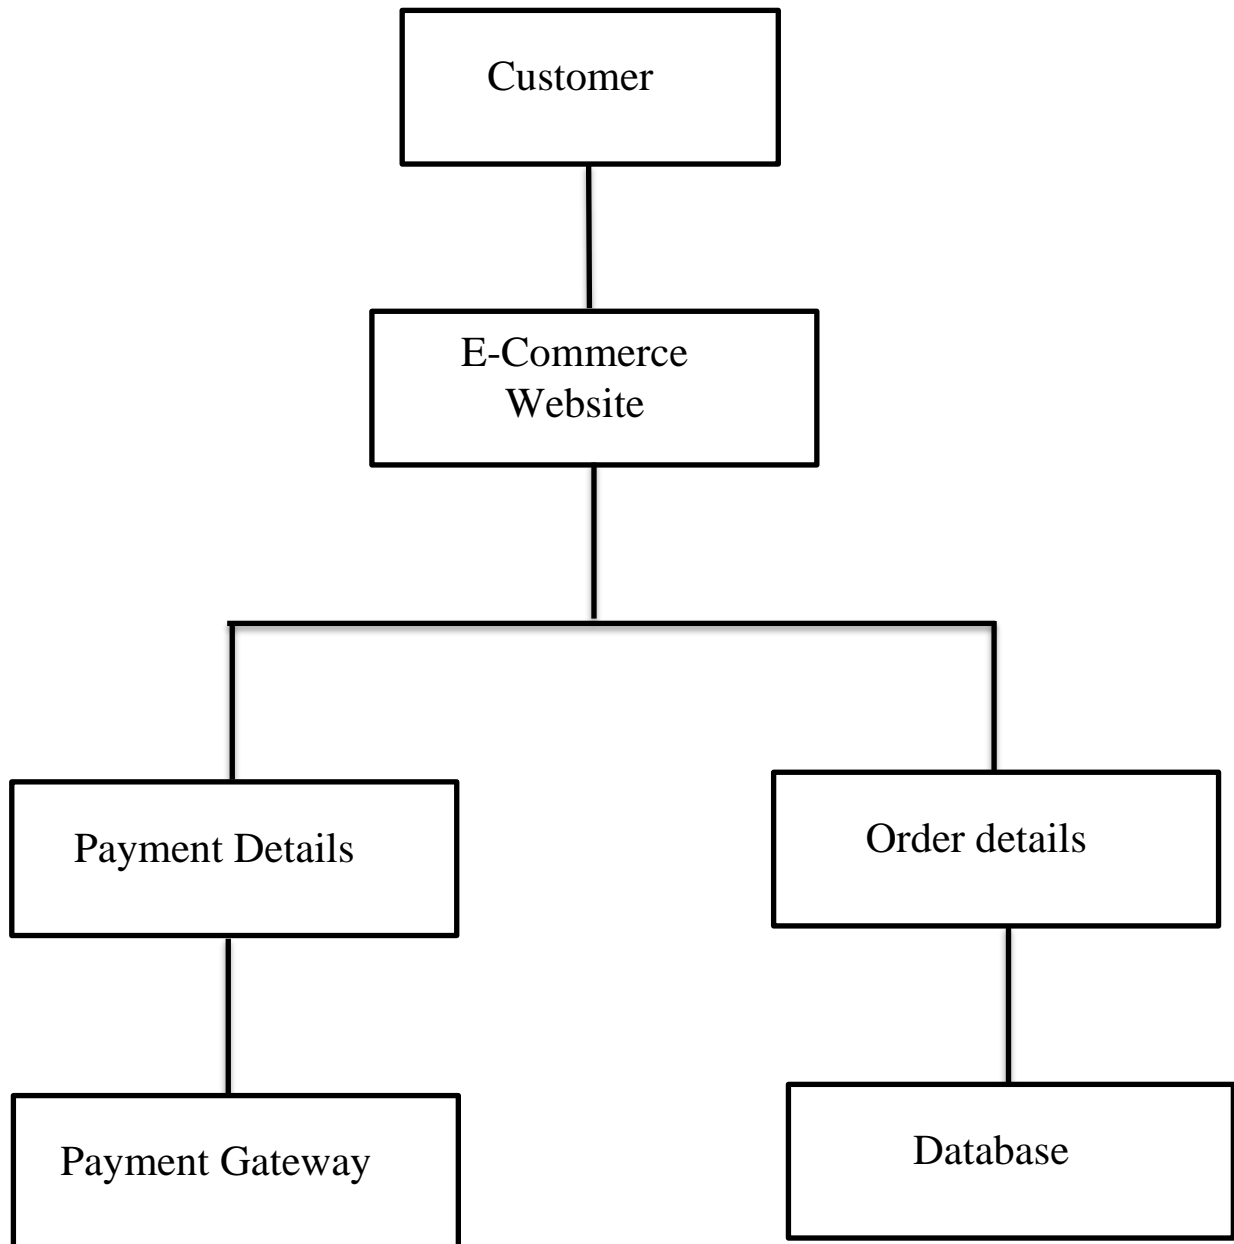 Customer
E-Commerce
Website
Payment Details
Order details
Payment Gateway
Database